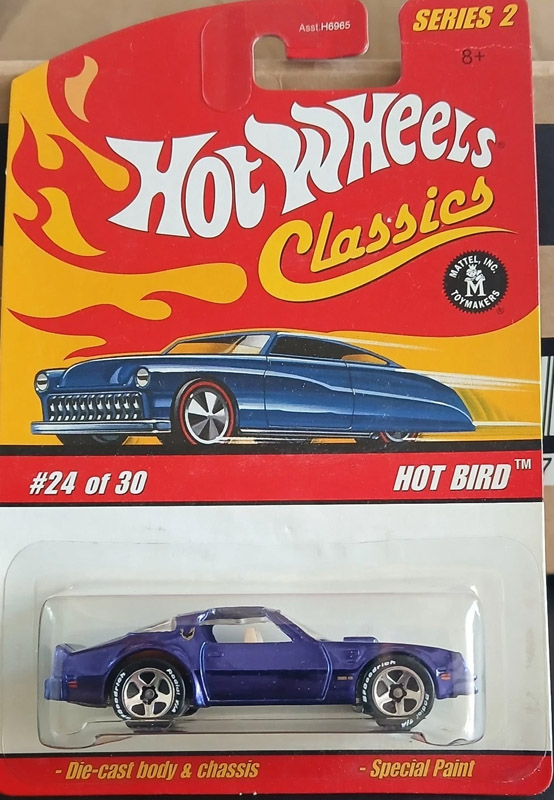 Asst.H6965
SERIES 2
8+
HOT WHEELS
Classics
MATTEL, INC.
M
TOYMAKERS
#24 of 30
HOT BIRD™
- Die-cast body & chassis
- Special Paint